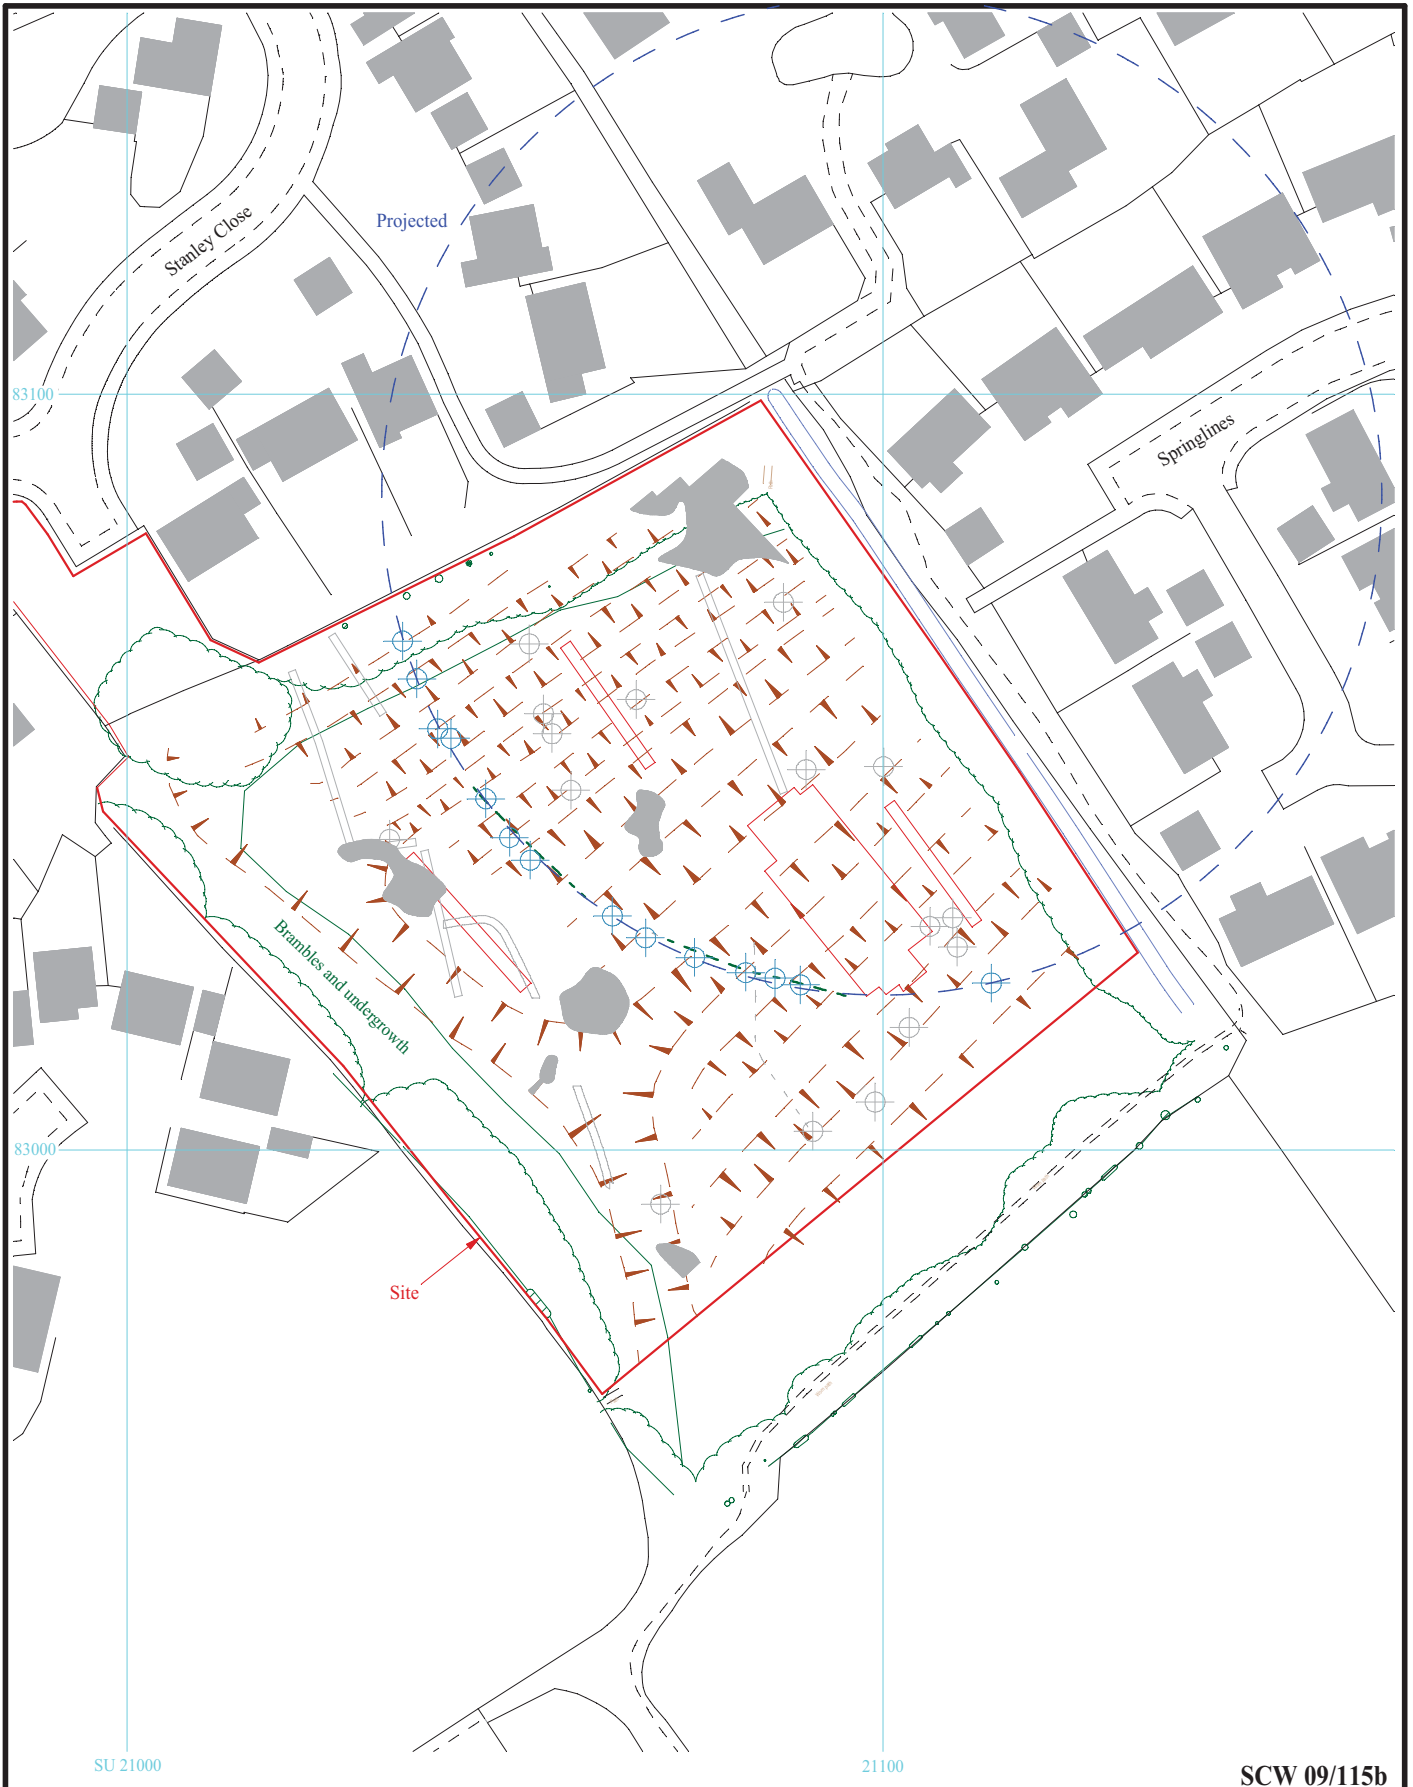 Projected
Stanley Close
83100
Springlines
Brambles and undergrowth
83000
Site
SU 21000
21100
SCW 09/115b